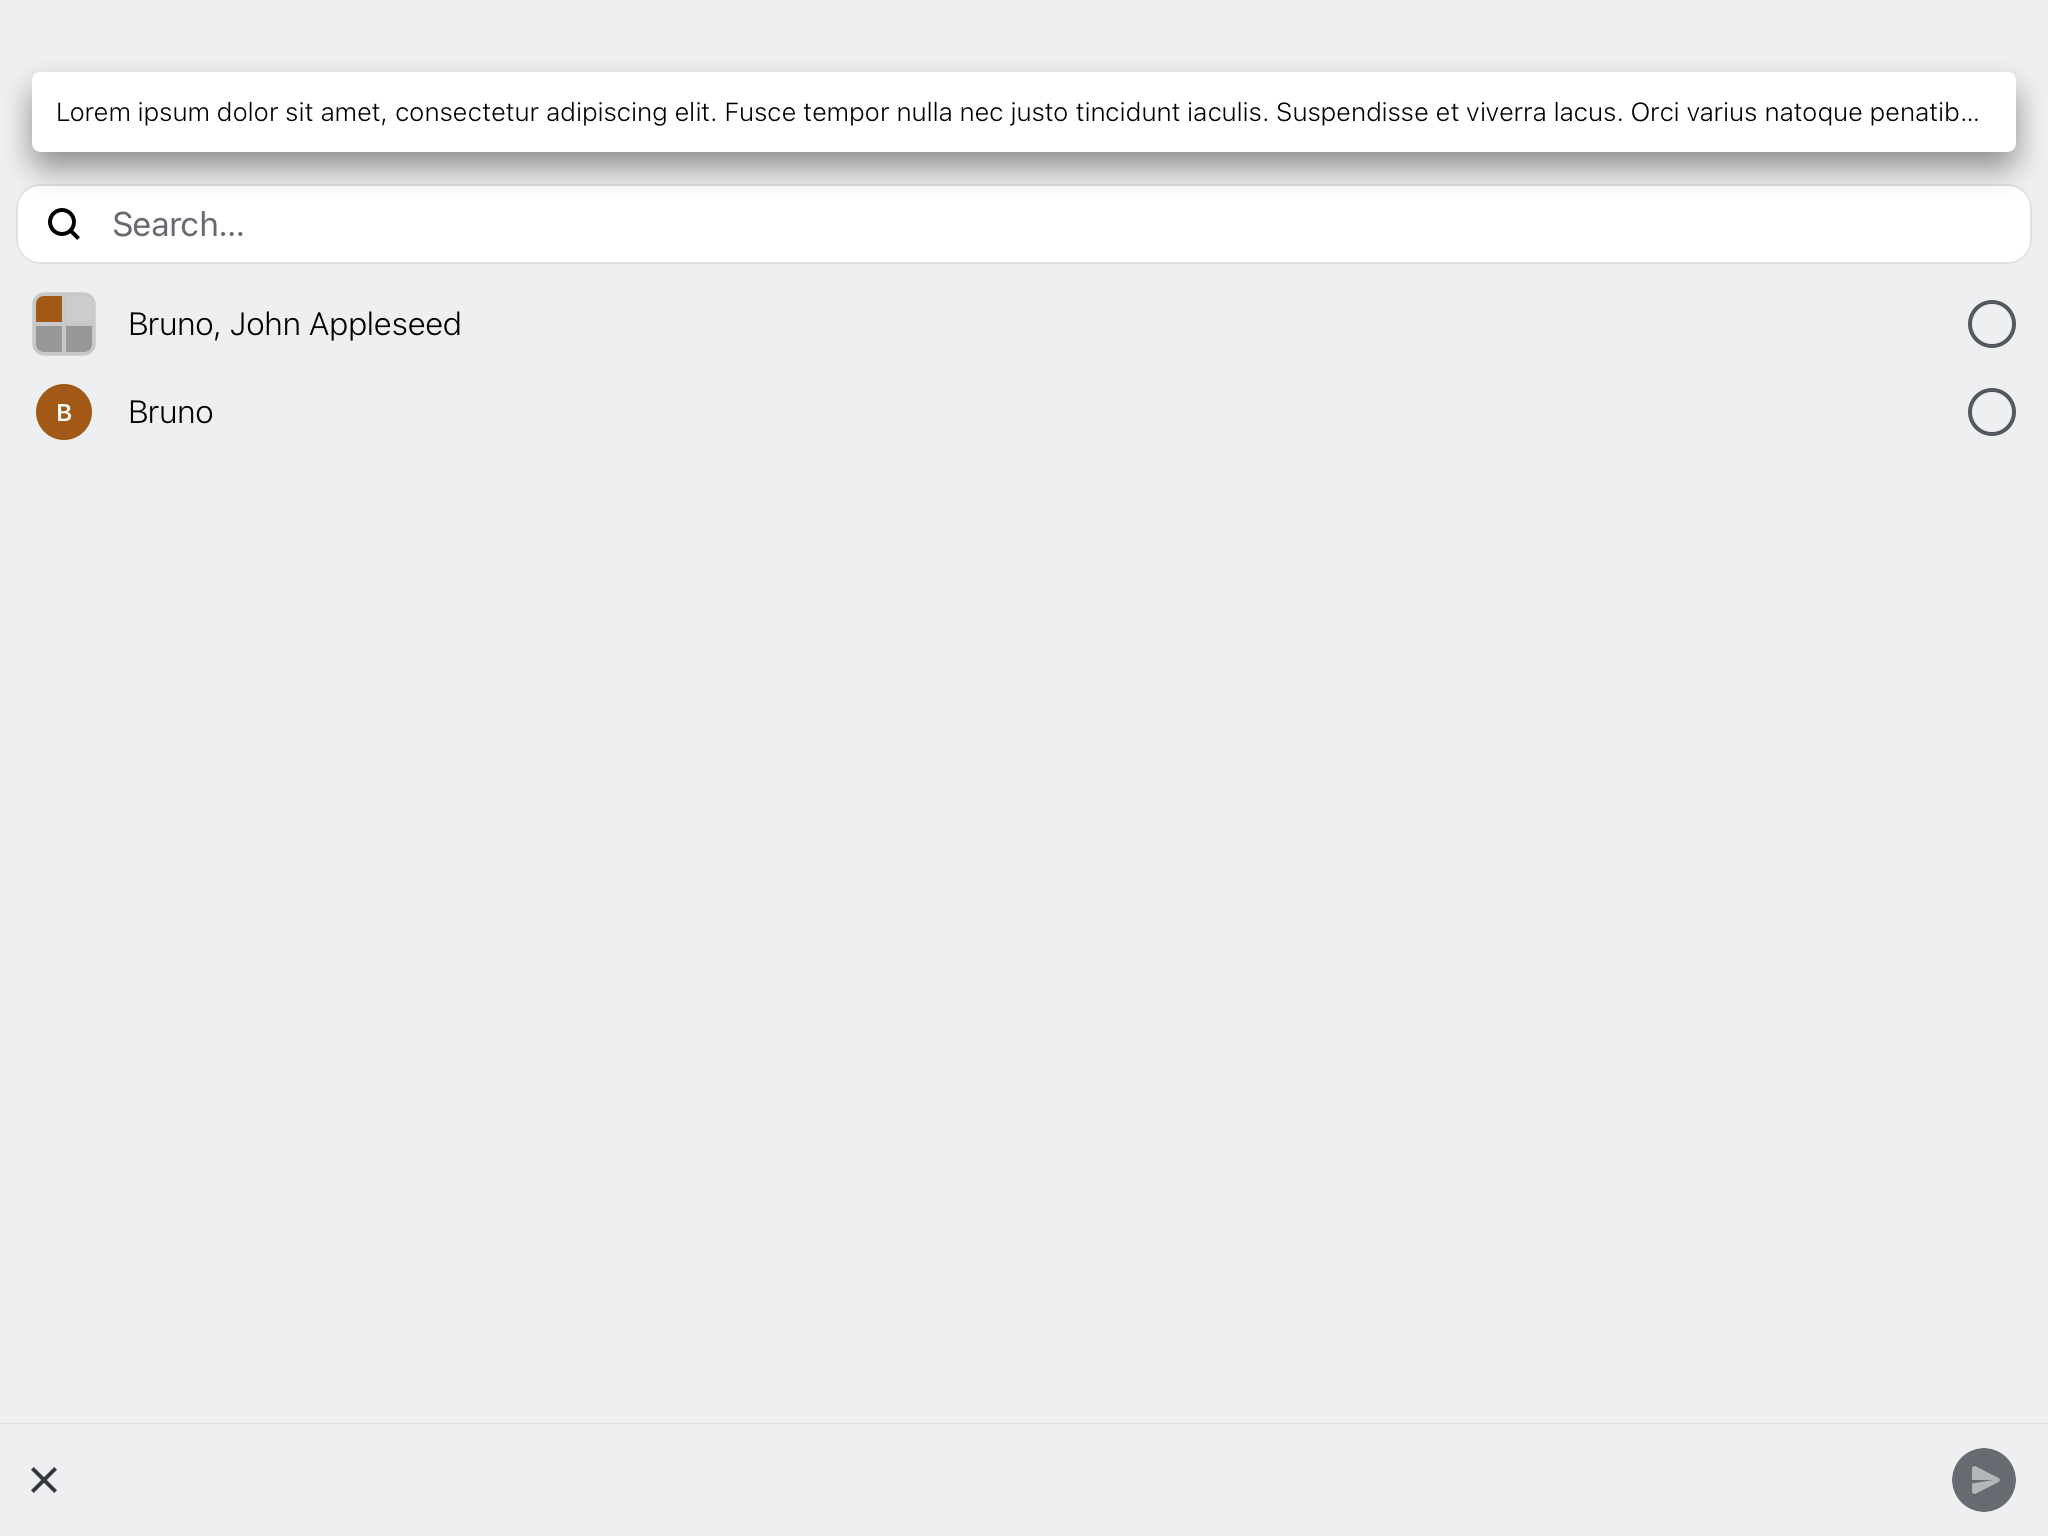 Lorem ipsum dolor sit amet, consectetur adipiscing elit. Fusce tempor nulla nec justo tincidunt iaculis. Suspendisse et viverra lacus. Orci varius natoque penatib...
Search...
Bruno, John Appleseed
B Bruno